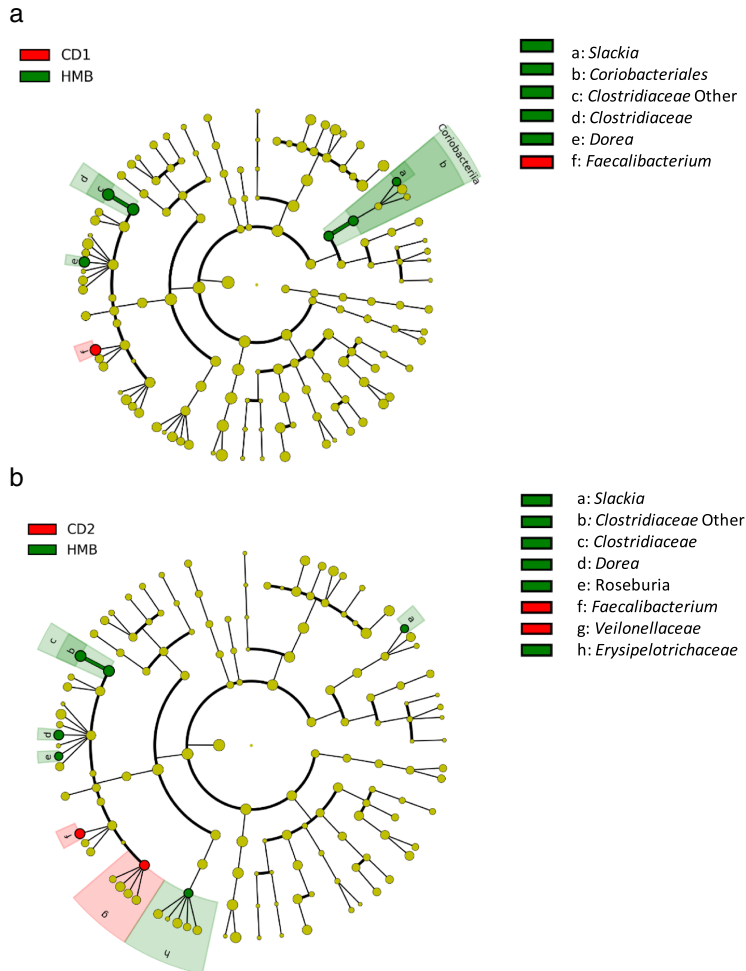 a
CD1
HMB
a: Slackia
b: Coriobacteriales
c: Clostridiaceae Other
d: Clostridiaceae
e: Dorea
f: Faecalibacterium
Coriobacteriia
b
a
d
c
e
f
b
CD2
HMB
a: Slackia
b: Clostridiaceae Other
c: Clostridiaceae
d: Dorea
e: Roseburia
f: Faecalibacterium
g: Veilonellaceae
h: Erysipelotrichaceae
a
c
b
d
e
f
g
h